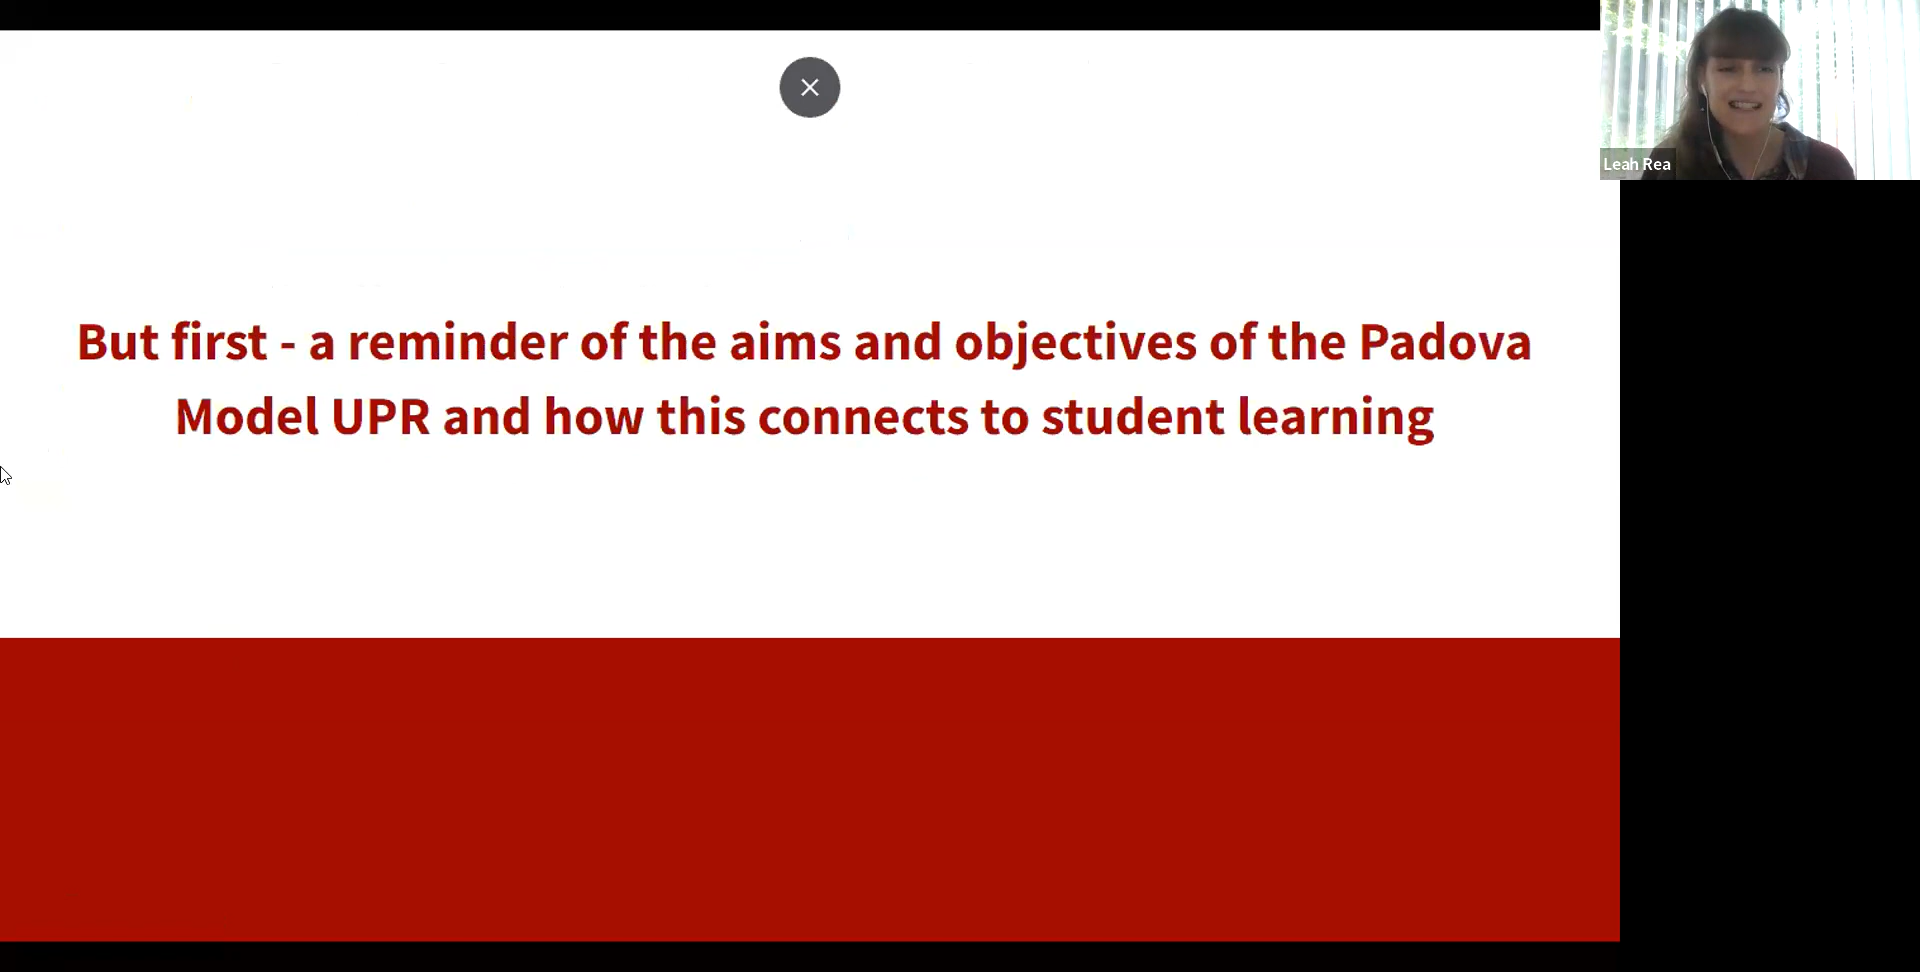 Leah Rea
But first - a reminder of the aims and objectives of the Padova
Model UPR and how this connects to student learning